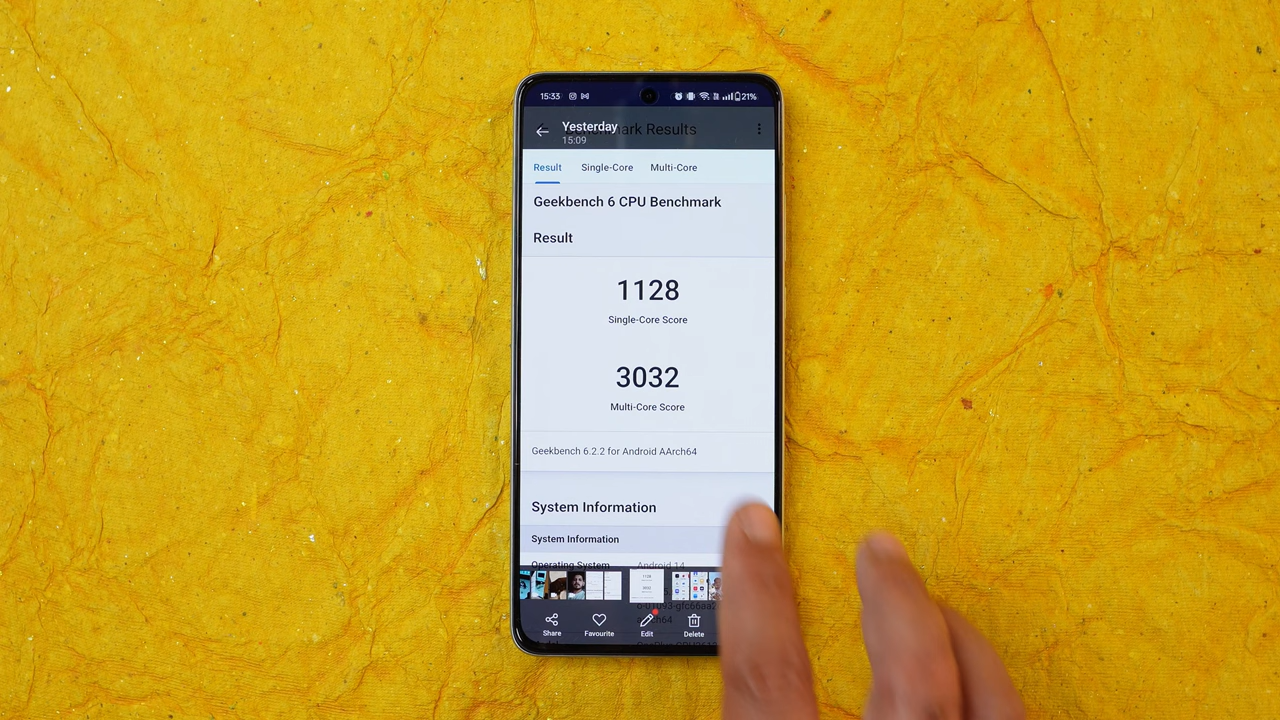 15:33 21%
Yesterday
mark Results
15:09
Result Single-Core Multi-Core
Geekbench 6 CPU Benchmark
Result
1128
Single-Core Score
3032
Multi-Core Score
Geekbench 6.2.2 for Android AArch64
System Information
System Information
Operating System Android 14
Share Favourite Edit Delete